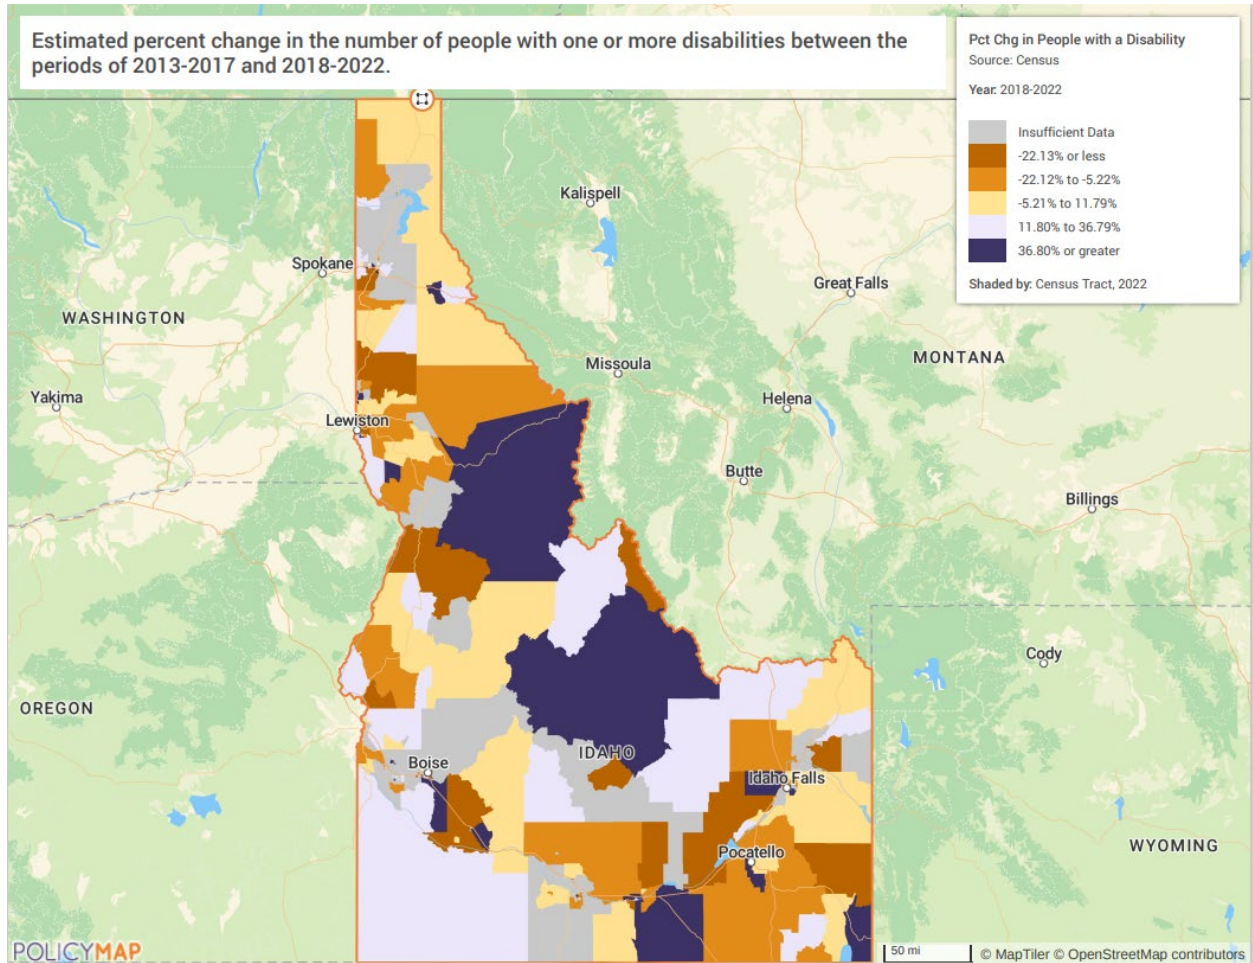 Estimated percent change in the number of people with one or more disabilities between the
periods of 2013-2017 and 2018-2022.
Pct Chg in People with a Disability
Source: Census
Year: 2018-2022
Insufficient Data
-22.13% or less
-22.12% to -5.22%
-5.21% to 11.79%
11.80% to 36.79%
36.80% or greater
Shaded by: Census Tract, 2022
Kalispell
Spokane
Great Falls
WASHINGTON
MONTANA
Missoula
Yakima
Helena
Lewiston
Butte
Billings
Cody
OREGON
IDAHO
Boise
Idaho Falls
WYOMING
Pocatello
POLICYMAP
50 mi
© MapTiler © OpenStreetMap contributors